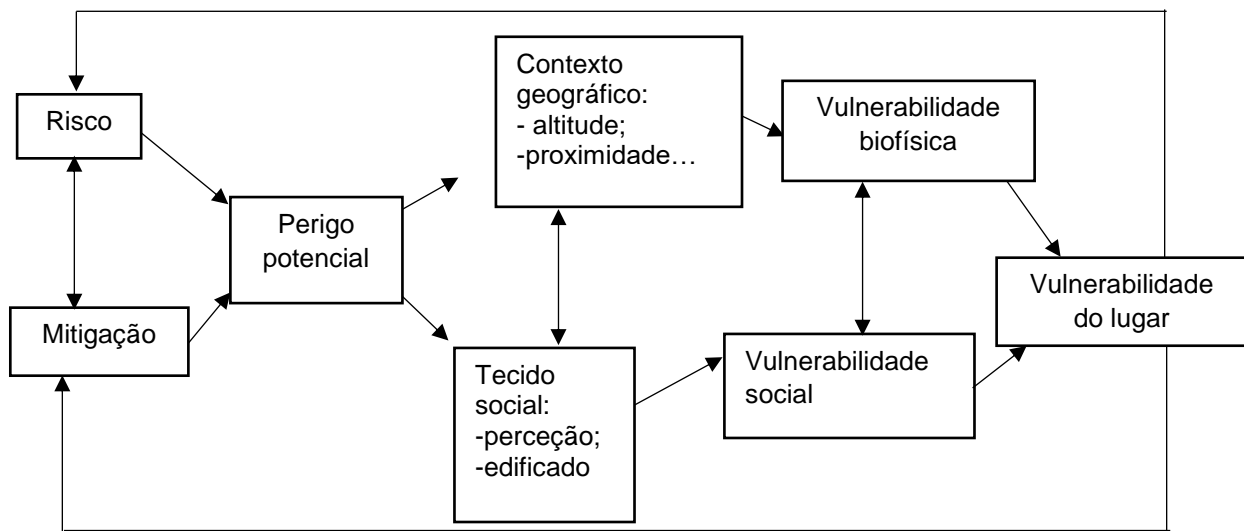 Risco
Mitigação
Perigo
potencial
Contexto
geográfico:
- altitude;
-proximidade…
Tecido
social:
-perceção;
-edificado
Vulnerabilidade
biofísica
Vulnerabilidade
social
Vulnerabilidade
do lugar